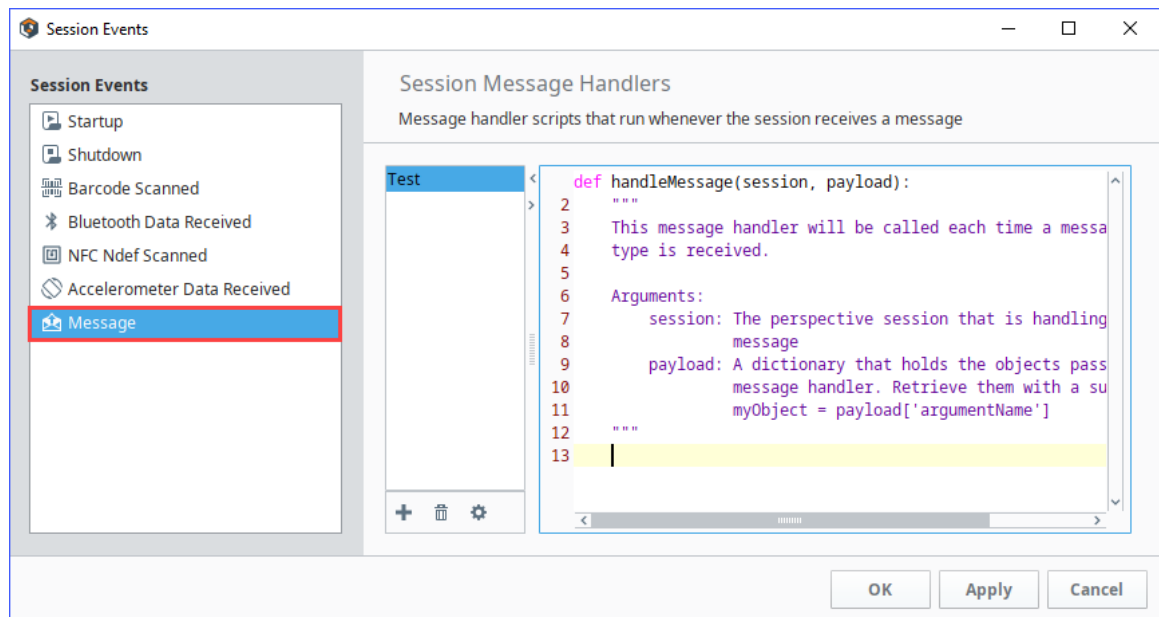 Session Events
Session Events
Startup
Shutdown
Barcode Scanned
Bluetooth Data Received
NFC Ndef Scanned
Accelerometer Data Received
Message
Session Message Handlers
Message handler scripts that run whenever the session receives a message
Test
def handleMessage(session, payload):
2 """
3 This message handler will be called each time a messa
4 type is received.
5
6 Arguments:
7 session: The perspective session that is handling
8 message
9 payload: A dictionary that holds the objects pass
10 message handler. Retrieve them with a su
11 myObject = payload['argumentName']
12 """
13
OK Apply Cancel